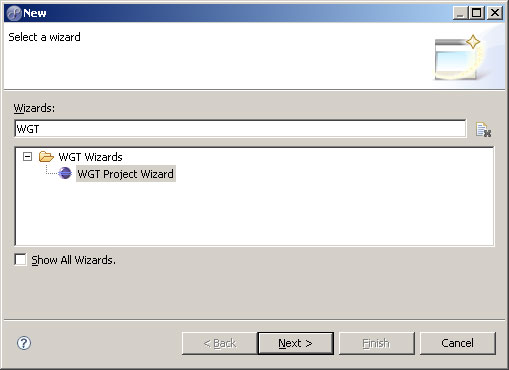 New
Select a wizard
Wizards:
WGT
WGT Wizards
WGT Project Wizard
Show All Wizards.
< Back
Next >
Finish
Cancel